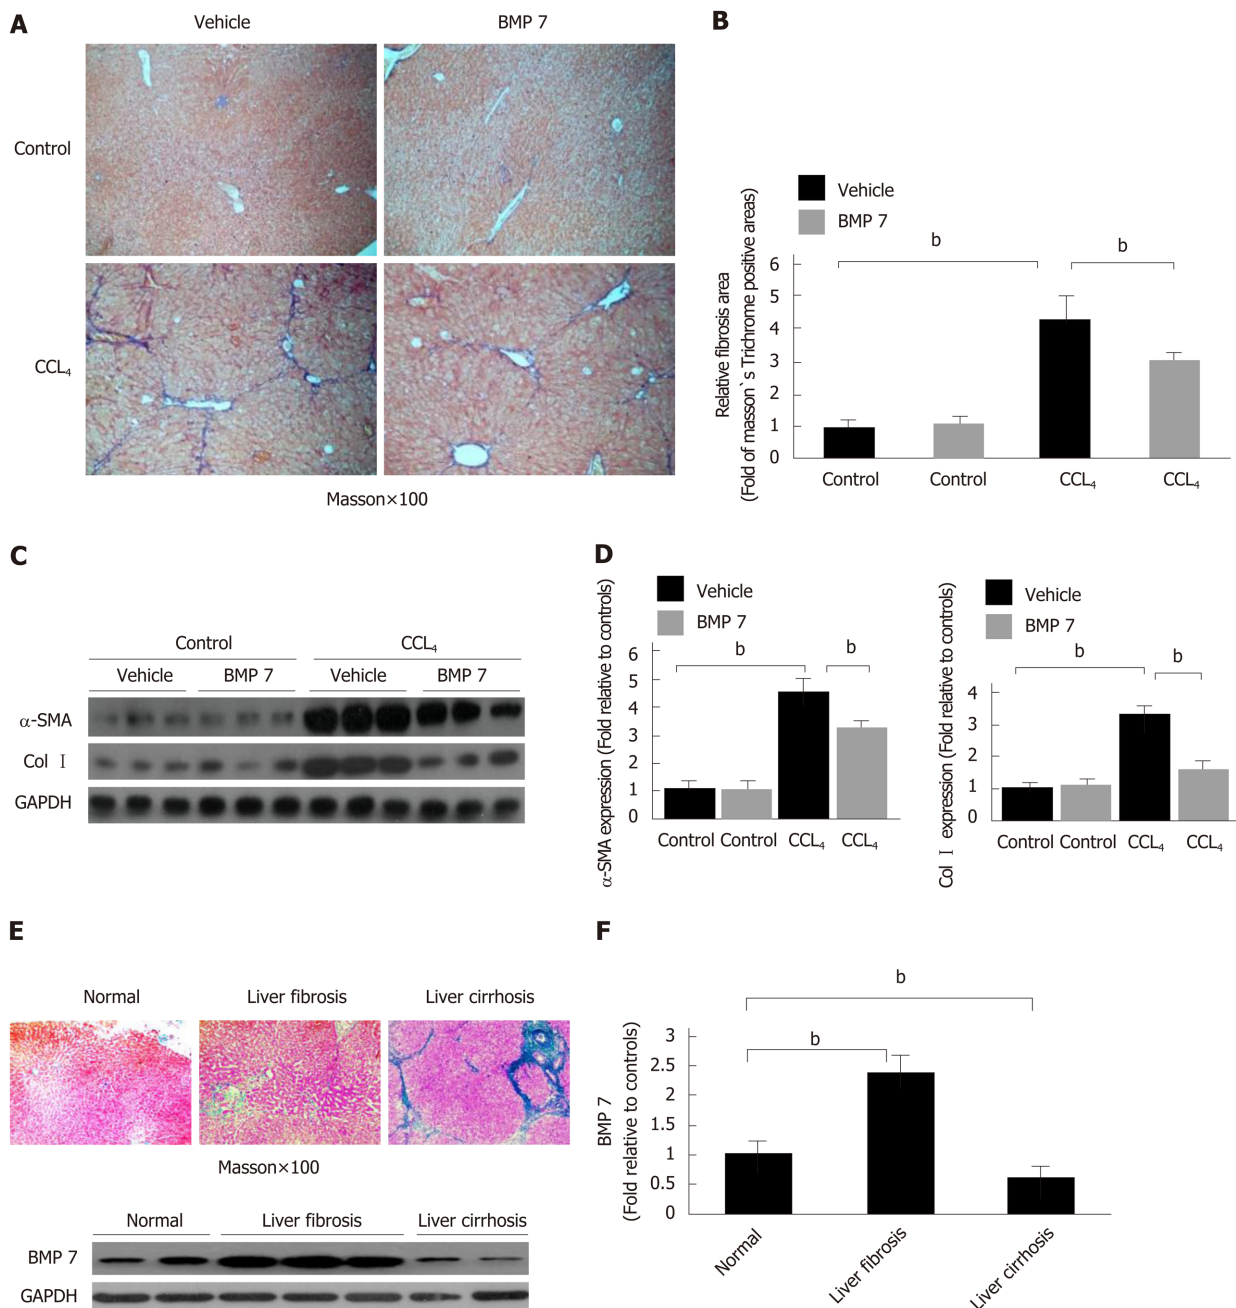 A
Vehicle
BMP 7
Control
CCL₄
Masson×100
B
Vehicle
BMP 7
Relative fibrosis area
(Fold of masson`s Trichrome positive areas)
b
b
6
5
4
3
2
1
0
Control
Control
CCL₄
CCL₄
C
Control
CCL₄
Vehicle
BMP 7
Vehicle
BMP 7
α-SMA
Col Ⅰ
GAPDH
D
Vehicle
BMP 7
α-SMA expression (Fold relative to controls)
b
b
6
5
4
3
2
1
0
Control
Control
CCL₄
CCL₄
Vehicle
BMP 7
Col Ⅰ expression (Fold relative to controls)
b
b
4
3
2
1
0
Control
Control
CCL₄
CCL₄
E
Normal
Liver fibrosis
Liver cirrhosis
Masson×100
Normal
Liver fibrosis
Liver cirrhosis
BMP 7
GAPDH
F
BMP 7
(Fold relative to controls)
b
b
3
2.5
2
1.5
1
0.5
0
Normal
Liver fibrosis
Liver cirrhosis